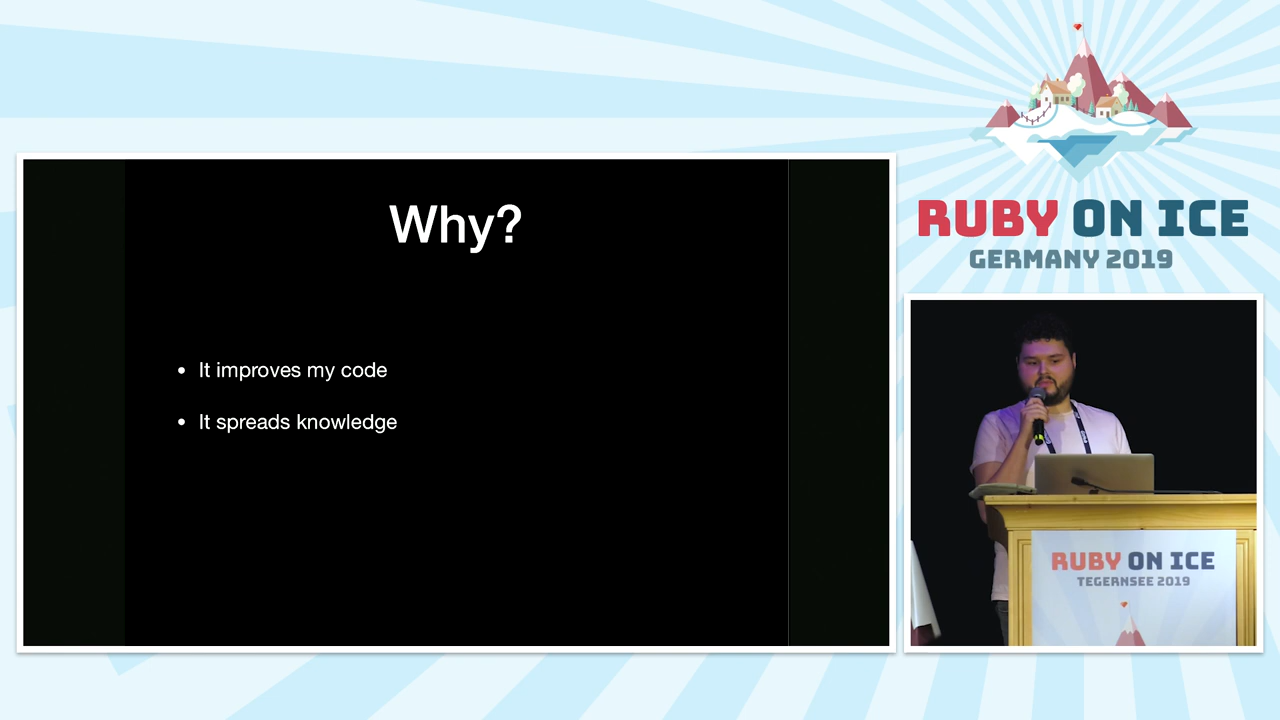 Why?
• It improves my code
• It spreads knowledge
RUBY ON ICE
GERMANY 2019
RUBY ON ICE
TEGERNSEE 2019